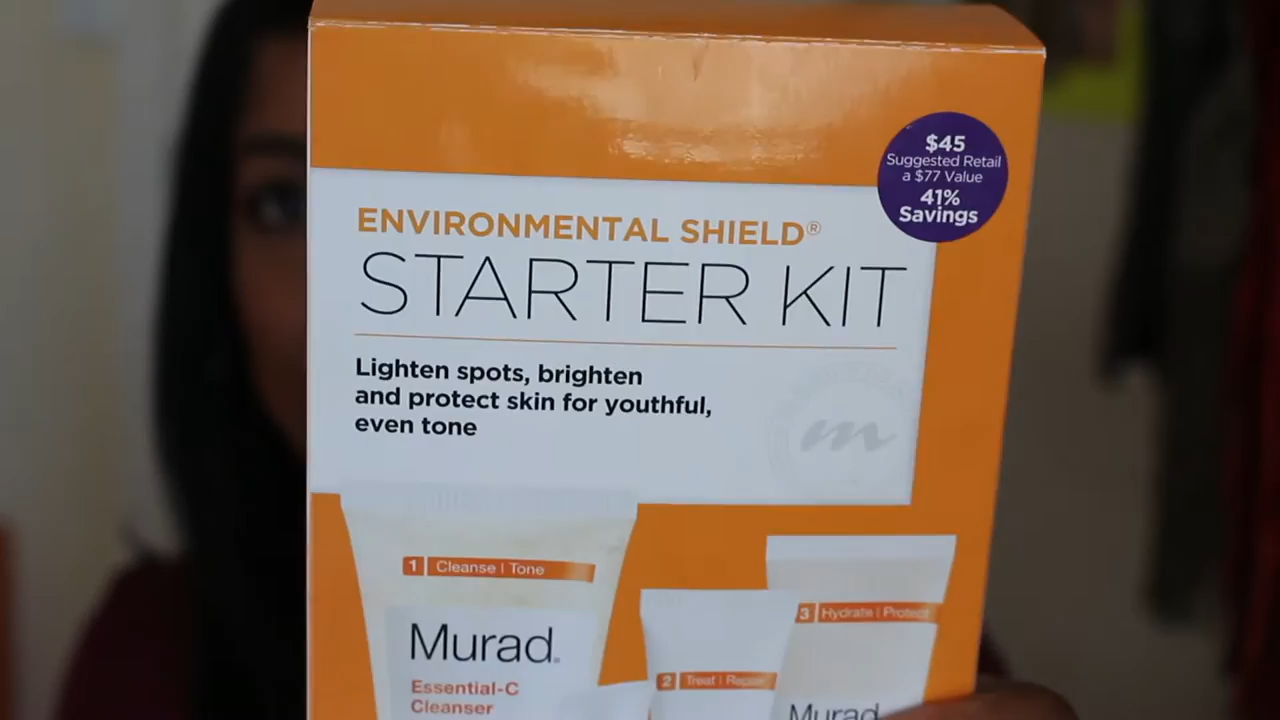 $45
Suggested Retail
a $77 Value
41%
Savings
ENVIRONMENTAL SHIELD®
STARTER KIT
Lighten spots, brighten
and protect skin for youthful,
even tone
m
1 Cleanse | Tone
Murad.
Essential-C
Cleanser
2 Treat | Repair
3 Hydrate | Protect
Murad